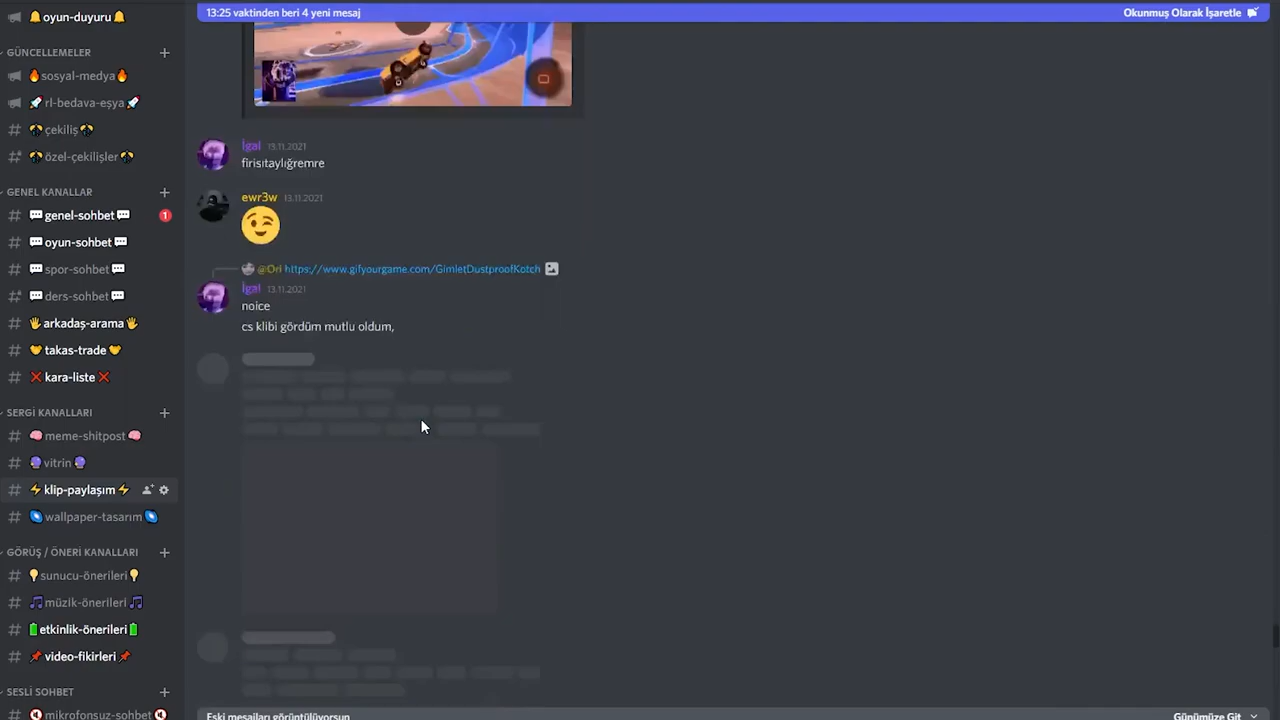 oyun-duyuru
GÜNCELLEMELER
sosyal-medya
rl-bedava-eşya
çekiliş
özel-çekilişler
GENEL KANALLAR
genel-sohbet
1
oyun-sohbet
spor-sohbet
ders-sohbet
arkadaş-arama
takas-trade
kara-liste
SERGİ KANALLARI
meme-shitpost
vitrin
klip-paylaşım
wallpaper-tasarım
GÖRÜŞ / ÖNERİ KANALLARI
sunucu-önerileri
müzik-önerileri
etkinlik-önerileri
video-fikirleri
SESLİ SOHBET
mikrofonsuz-sohbet
13:25 vaktinden beri 4 yeni mesaj
Okunmuş Olarak İşaretle
İgai 13.11.2021
firisıtaylığremre
ewr3w 13.11.2021
@Ori https://www.gifyourgame.com/GimletDustproofKotch
İgai 13.11.2021
noice
cs klibi gördüm mutlu oldum,
Eski mesajları görüntülüyorsun
Günümüze Git